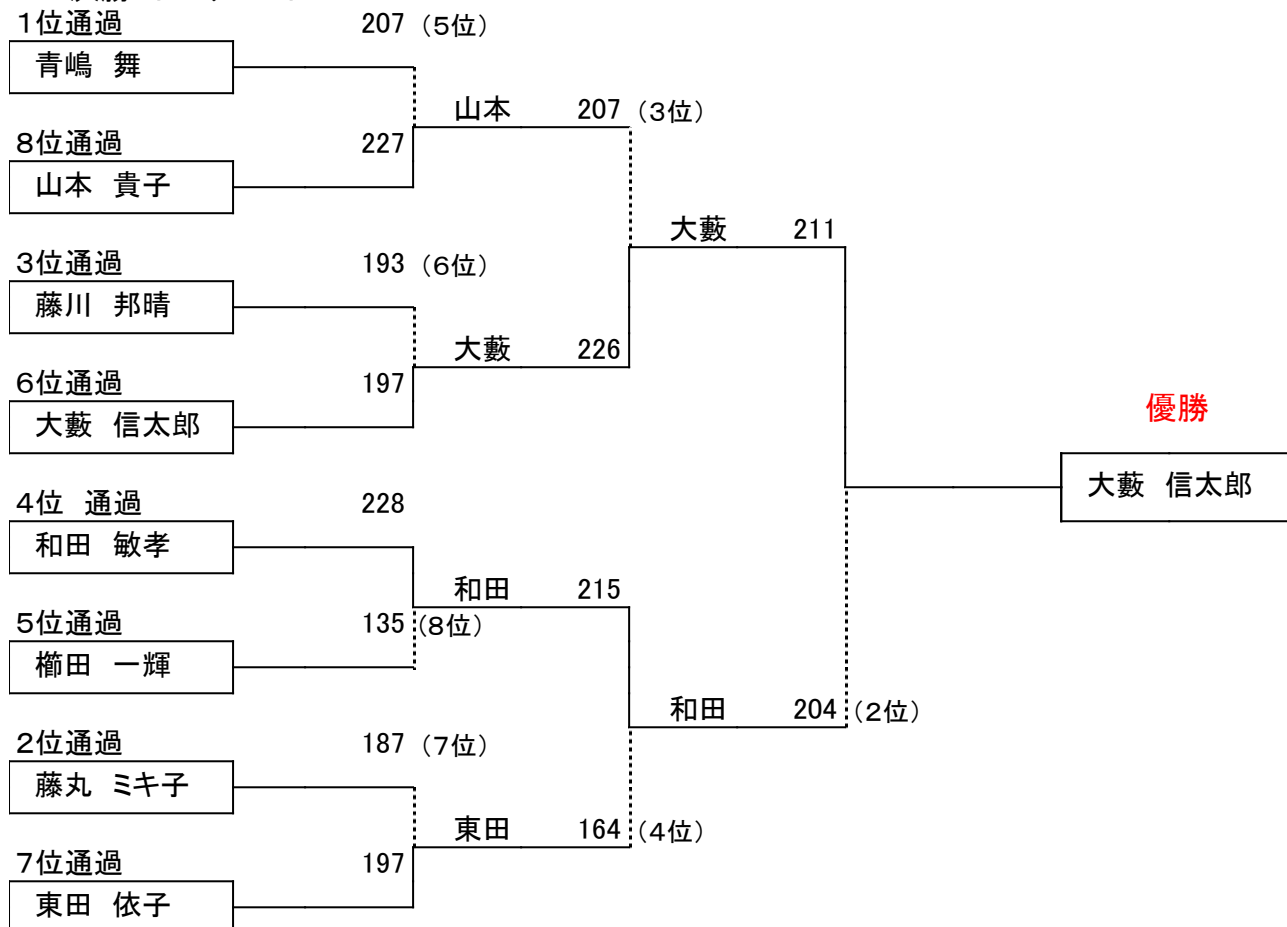 1位通過 207 (5位)
青嶋 舞
山本 207 (3位)
8位通過 227
山本 貴子
大藪 211
3位通過 193 (6位)
藤川 邦晴
大藪 226
6位通過 197
大藪 信太郎
優勝
大藪 信太郎
4位 通過 228
和田 敏孝
和田 215
5位通過 135 (8位)
櫛田 一輝
和田 204 (2位)
2位通過 187 (7位)
藤丸 ミキ子
東田 164 (4位)
7位通過 197
東田 依子